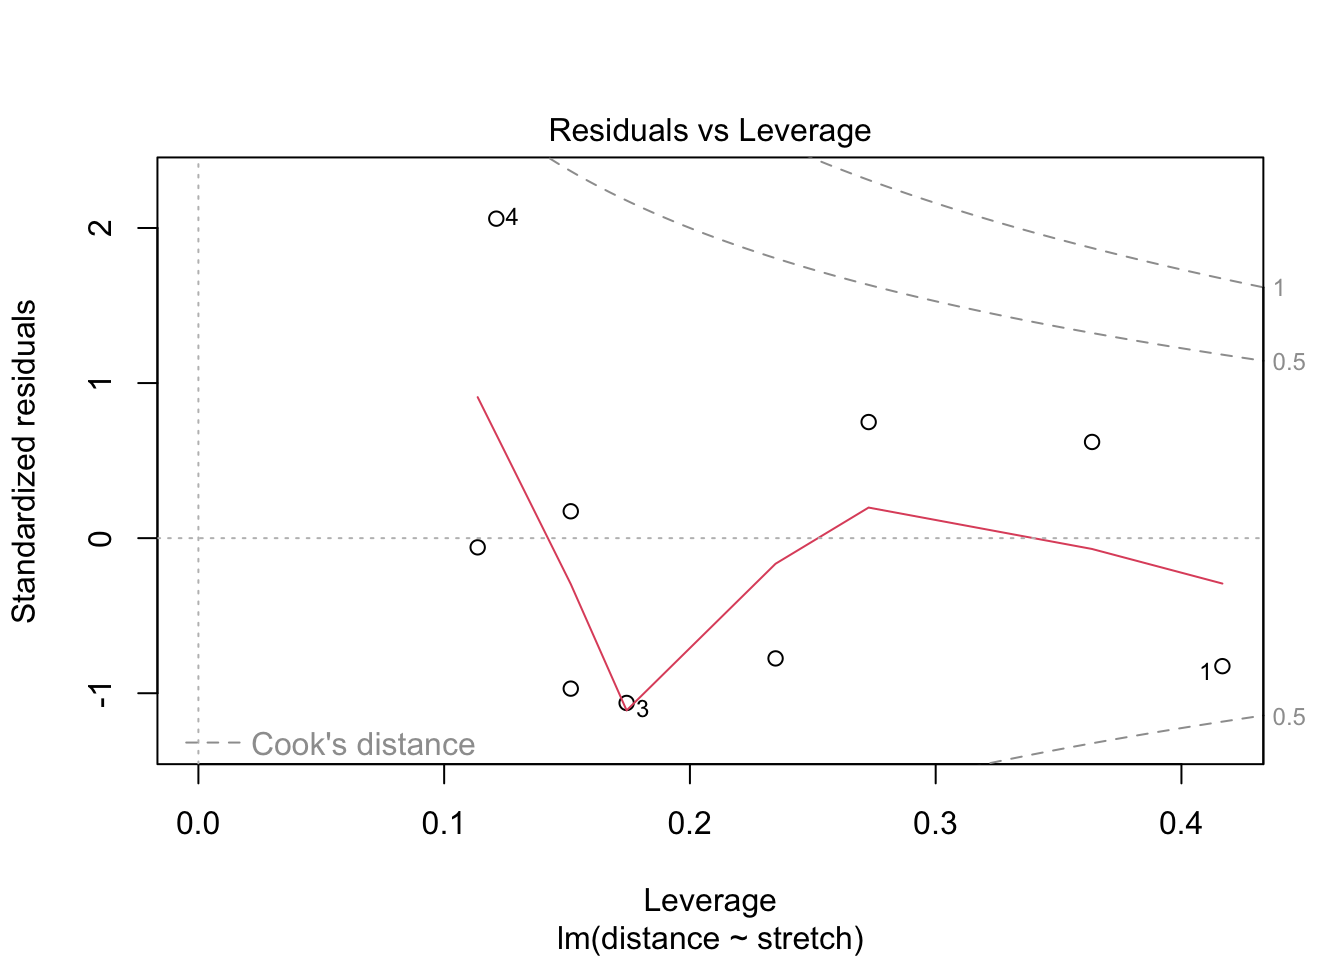 Residuals vs Leverage
Standardized residuals
2
1
0
-1
4
3
1
1
0.5
0.5
Cook's distance
0.0 0.1 0.2 0.3 0.4
Leverage
lm(distance ~ stretch)